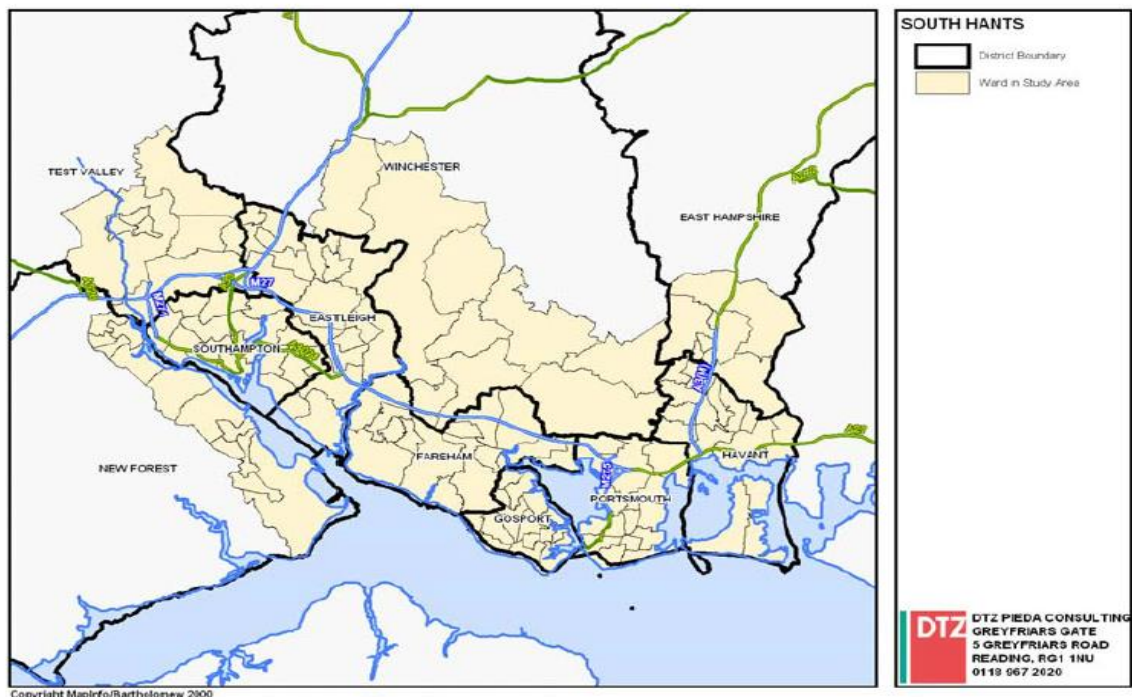 SOUTH HANTS
District Boundary
Ward in Study Area
TEST VALLEY
WINCHESTER
EAST HAMPSHIRE
M27
EASTLEIGH
SOUTHAMPTON
A3(M)
NEW FOREST
FAREHAM
HAVANT
M275
PORTSMOUTH
GOSPORT
DTZ
DTZ PIEDA CONSULTING
GREYFRIARS GATE
5 GREYFRIARS ROAD
READING, RG1 1NU
0118 967 2020
Copyright MapInfo/Bartholomew 2000